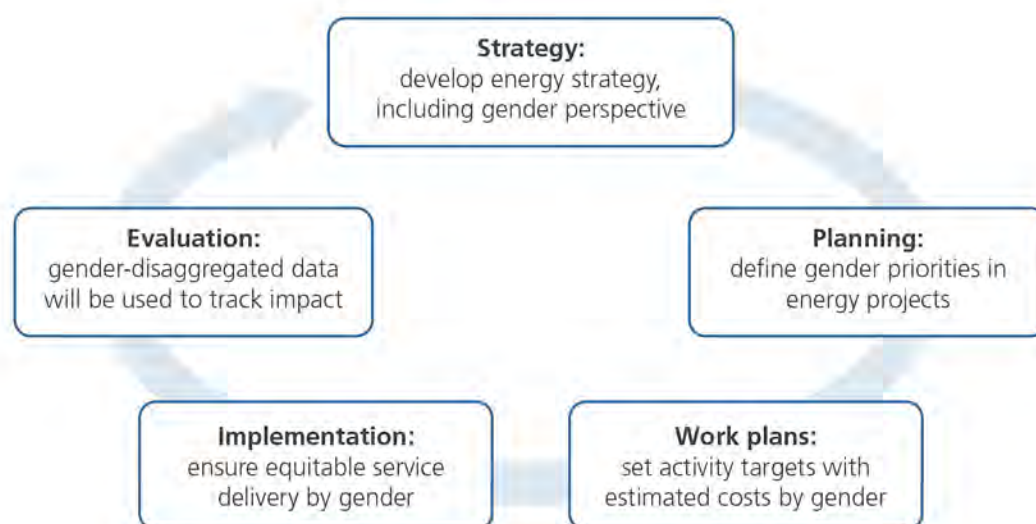 Strategy:
develop energy strategy,
including gender perspective
Planning:
define gender priorities in
energy projects
Work plans:
set activity targets with
estimated costs by gender
Implementation:
ensure equitable service
delivery by gender
Evaluation:
gender-disaggregated data
will be used to track impact